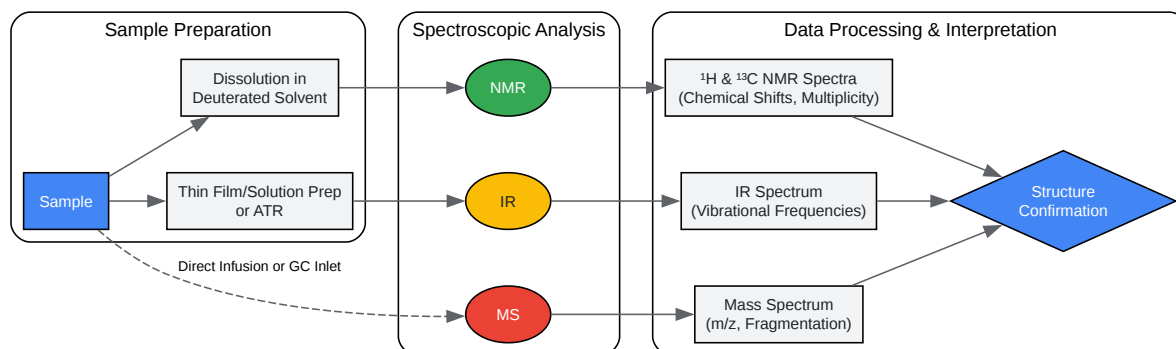 Sample Preparation
Dissolution in
Deuterated Solvent
Sample
Thin Film/Solution Prep
or ATR
Direct Infusion or GC Inlet
Spectroscopic Analysis
NMR
IR
MS
Data Processing & Interpretation
¹H & ¹³C NMR Spectra
(Chemical Shifts, Multiplicity)
IR Spectrum
(Vibrational Frequencies)
Mass Spectrum
(m/z, Fragmentation)
Structure
Confirmation